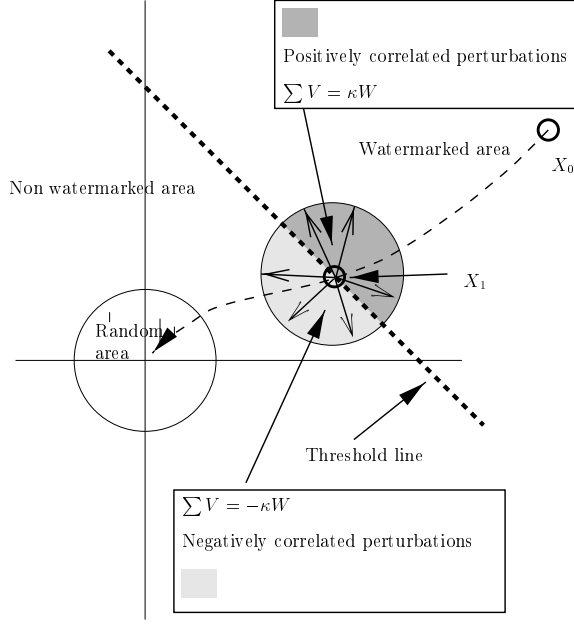 Positively correlated perturbations
∑ V = κW
Watermarked area
X₀
Non watermarked area
X₁
Random
area
Threshold line
∑ V = −κW
Negatively correlated perturbations